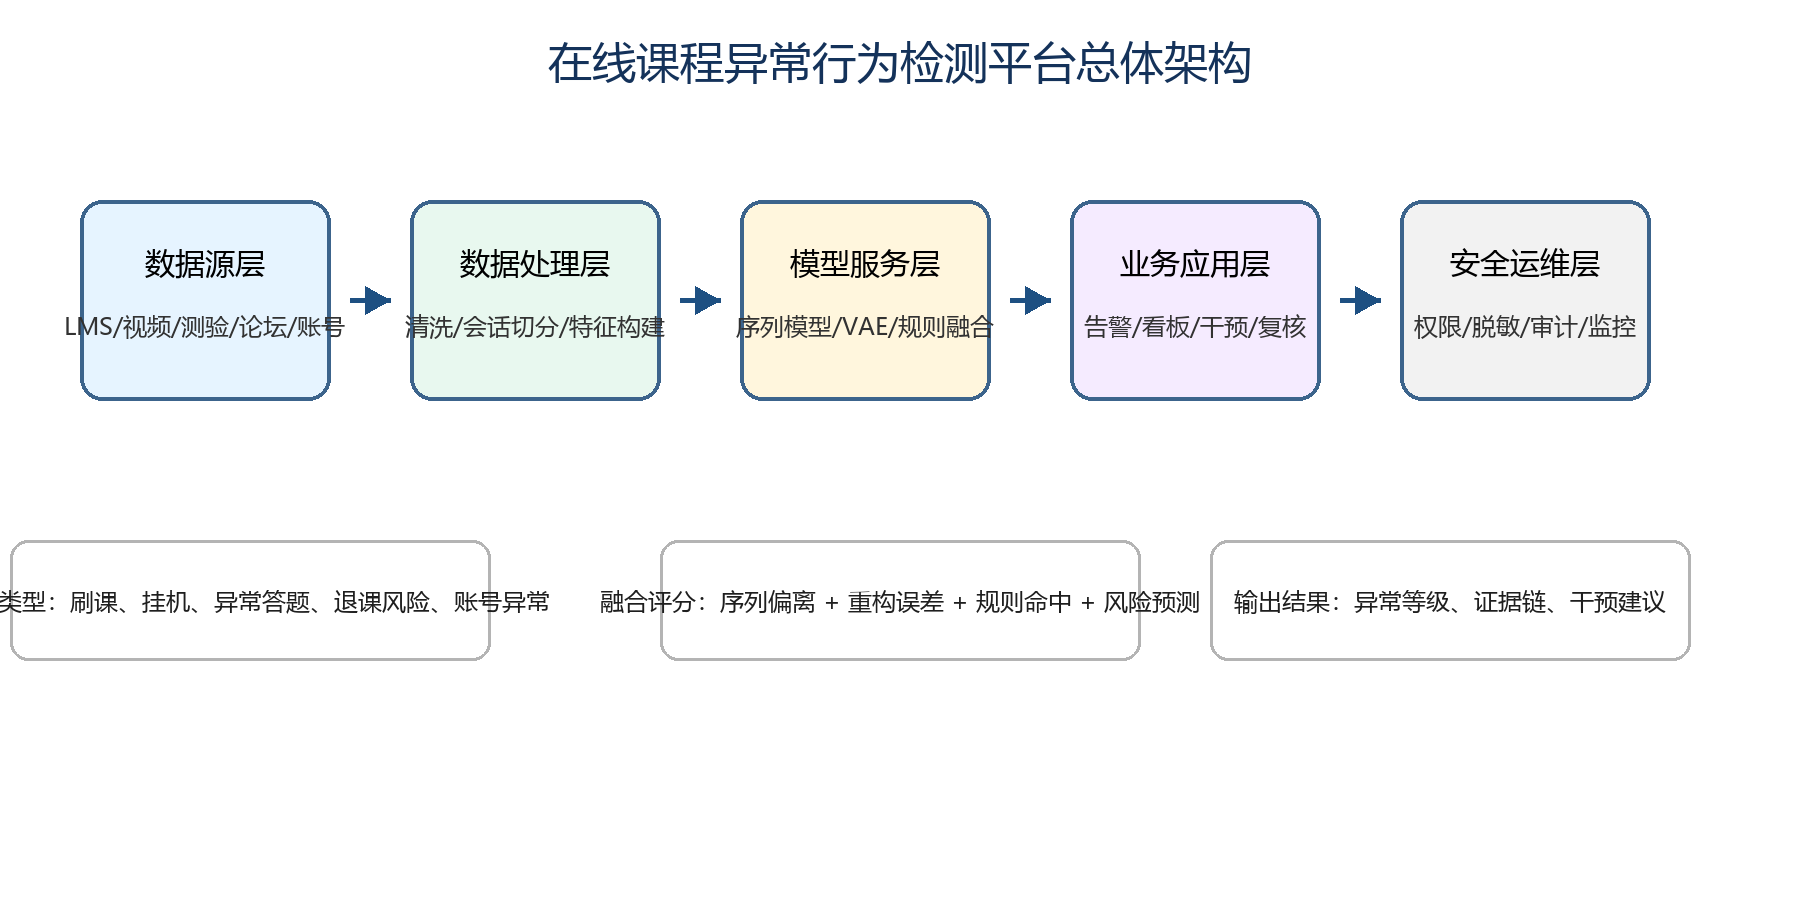 在线课程异常行为检测平台总体架构
数据源层
LMS/视频/测验/论坛/账号
数据处理层
清洗/会话切分/特征构建
模型服务层
序列模型/VAE/规则融合
业务应用层
告警/看板/干预/复核
安全运维层
权限/脱敏/审计/监控
类型：刷课、挂机、异常答题、退课风险、账号异常
融合评分：序列偏离 + 重构误差 + 规则命中 + 风险预测
输出结果：异常等级、证据链、干预建议